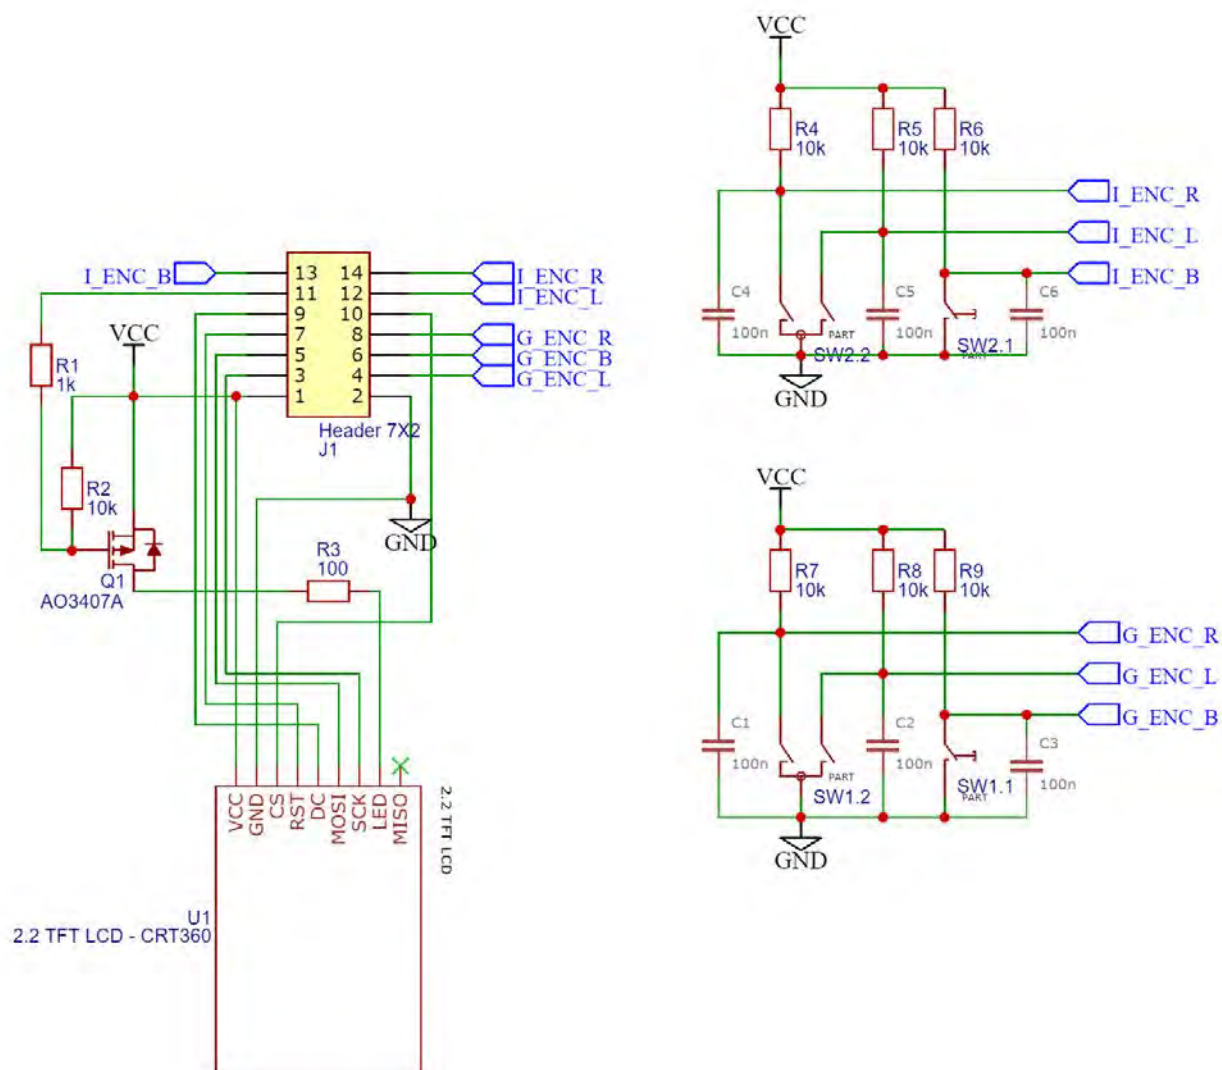 I_ENC_B
13 14
I_ENC_R
11 12
I_ENC_L
9 10
7 8
G_ENC_R
5 6
G_ENC_B
3 4
G_ENC_L
1 2
Header 7X2
J1
VCC
R1
1k
R2
10k
Q1
AO3407A
R3
100
GND
VCC
GND
CS
RST
DC
MOSI
SCK
LED
MISO
2.2 TFT LCD
U1
2.2 TFT LCD - CRT360
VCC
R4
10k
R5
10k
R6
10k
I_ENC_R
I_ENC_L
I_ENC_B
C4
100n
PART
SW2.2
C5
100n
PART
SW2.1
C6
100n
GND
VCC
R7
10k
R8
10k
R9
10k
G_ENC_R
G_ENC_L
G_ENC_B
C1
100n
PART
SW1.2
C2
100n
SW1.1
PART
C3
100n
GND